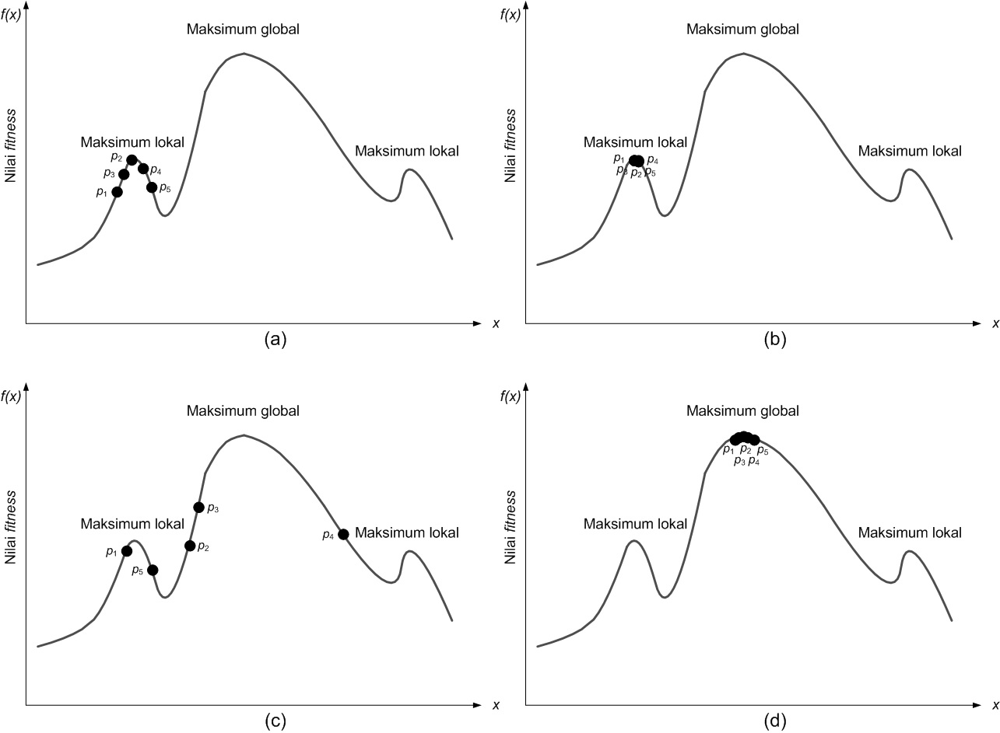 f(x)
Maksimum global
Nilai fitness
Maksimum lokal
Maksimum lokal
p2
p4
p3
p5
p1
x
(a)
f(x)
Maksimum global
Nilai fitness
Maksimum lokal
Maksimum lokal
p1
p4
p3
p2
p5
x
(b)
f(x)
Maksimum global
Nilai fitness
Maksimum lokal
Maksimum lokal
p3
p4
p2
p1
p5
x
(c)
f(x)
Maksimum global
Nilai fitness
p1
p2
p5
p3
p4
Maksimum lokal
Maksimum lokal
x
(d)